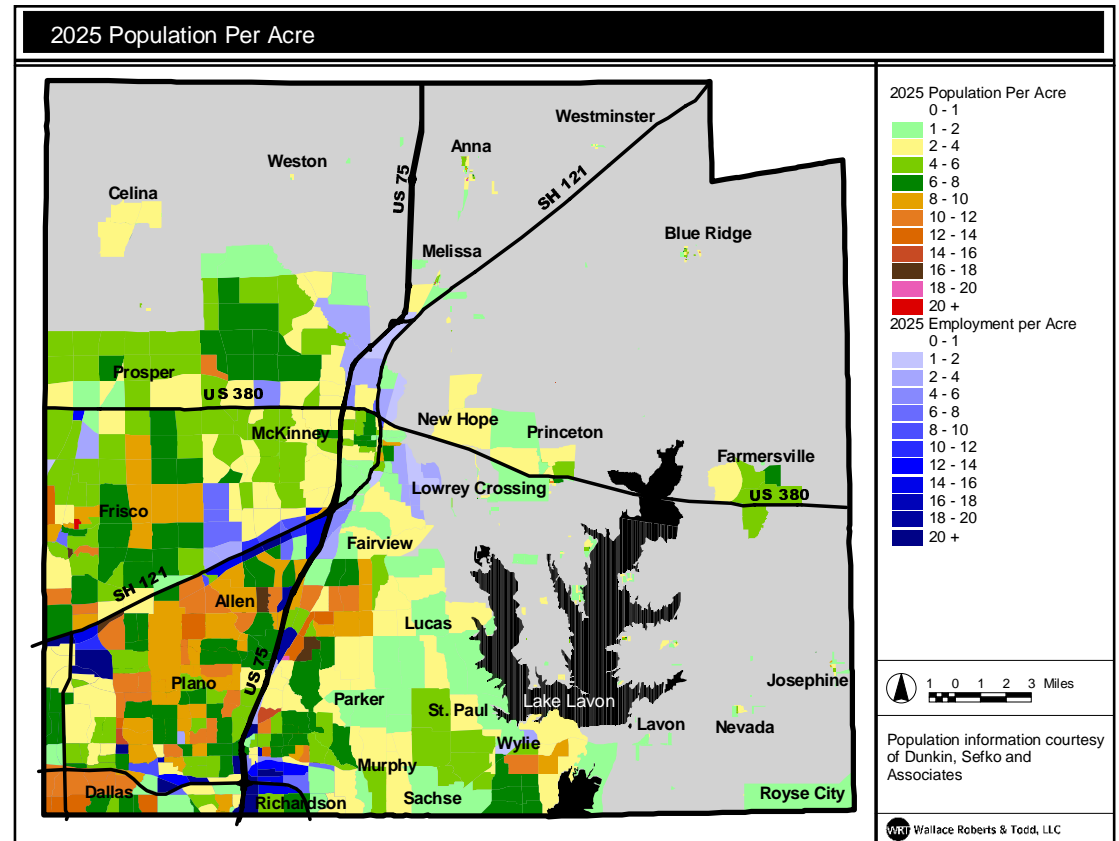 2025 Population Per Acre
Westminster
Anna
Weston
US 75
SH 121
Celina
Blue Ridge
Melissa
Prosper
US 380
McKinney
New Hope
Princeton
Farmersville
US 380
Lowrey Crossing
Frisco
Fairview
SH 121
Allen
Lucas
US 75
Plano
Parker
St. Paul
Lake Lavon
Josephine
Lavon
Nevada
Wylie
Murphy
Dallas
Richardson
Sachse
Royse City
2025 Population Per Acre
0 - 1
1 - 2
2 - 4
4 - 6
6 - 8
8 - 10
10 - 12
12 - 14
14 - 16
16 - 18
18 - 20
20 +
2025 Employment per Acre
0 - 1
1 - 2
2 - 4
4 - 6
6 - 8
8 - 10
10 - 12
12 - 14
14 - 16
16 - 18
18 - 20
20 +
1 0 1 2 3 Miles
Population information courtesy
of Dunkin, Sefko and
Associates
WRT Wallace Roberts & Todd, LLC